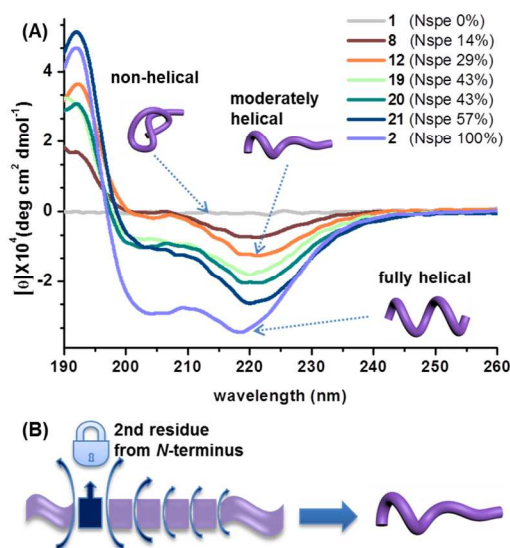 (A)
1 (Nspe 0%)
8 (Nspe 14%)
12 (Nspe 29%)
19 (Nspe 43%)
20 (Nspe 43%)
21 (Nspe 57%)
2 (Nspe 100%)
non-helical
moderately
helical
fully helical
[θ]X10⁴(deg cm² dmol⁻¹)
4
2
0
-2
190 200 210 220 230 240 250 260
wavelength (nm)
(B)
2nd residue
from N-terminus